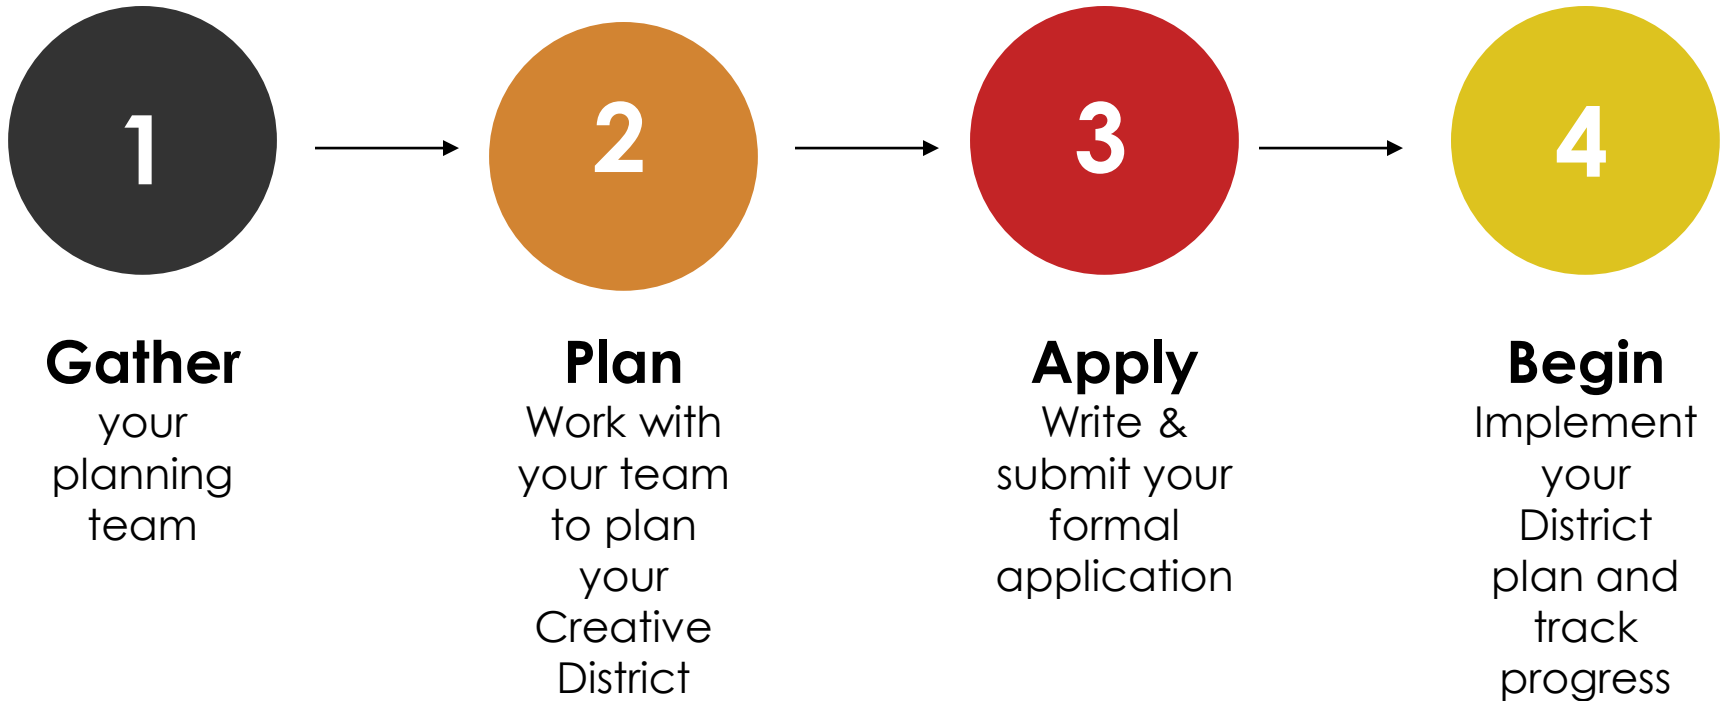 1
2
3
4
Gather
your
planning
team
Plan
Work with
your team
to plan
your
Creative
District
Apply
Write &
submit your
formal
application
Begin
Implement
your
District
plan and
track
progress